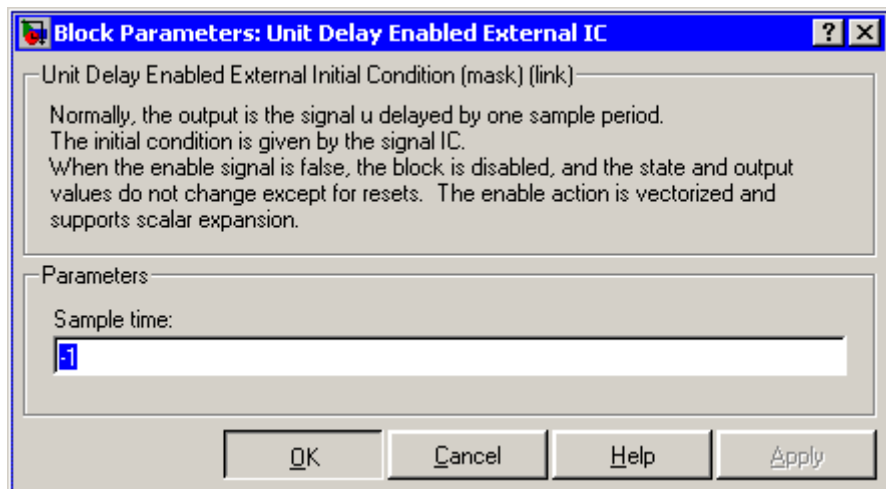 Block Parameters: Unit Delay Enabled External IC
Unit Delay Enabled External Initial Condition (mask) (link)
Normally, the output is the signal u delayed by one sample period.
The initial condition is given by the signal IC.
When the enable signal is false, the block is disabled, and the state and output
values do not change except for resets. The enable action is vectorized and
supports scalar expansion.
Parameters
Sample time:
-1
OK Cancel Help Apply